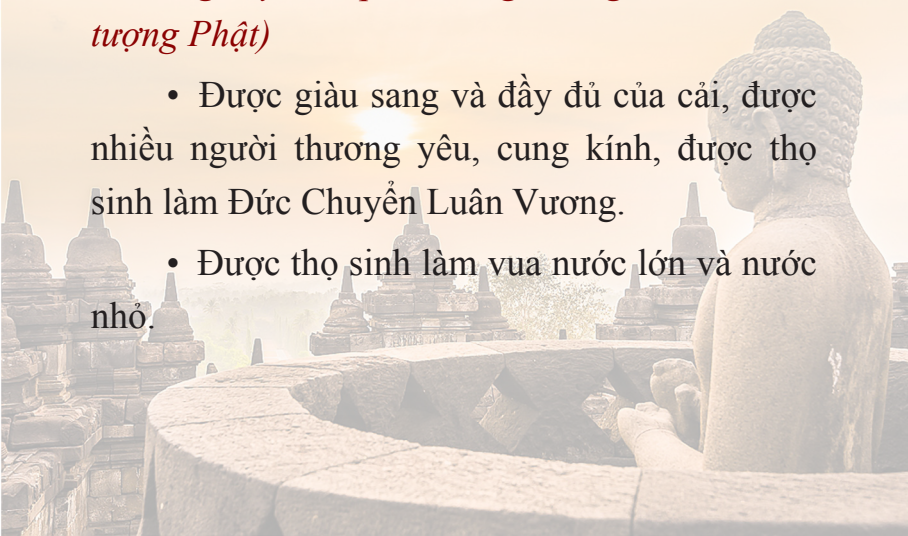 tượng Phật)
• Được giàu sang và đầy đủ của cải, được
nhiều người thương yêu, cung kính, được thọ
sinh làm Đức Chuyển Luân Vương.
• Được thọ sinh làm vua nước lớn và nước
nhỏ.